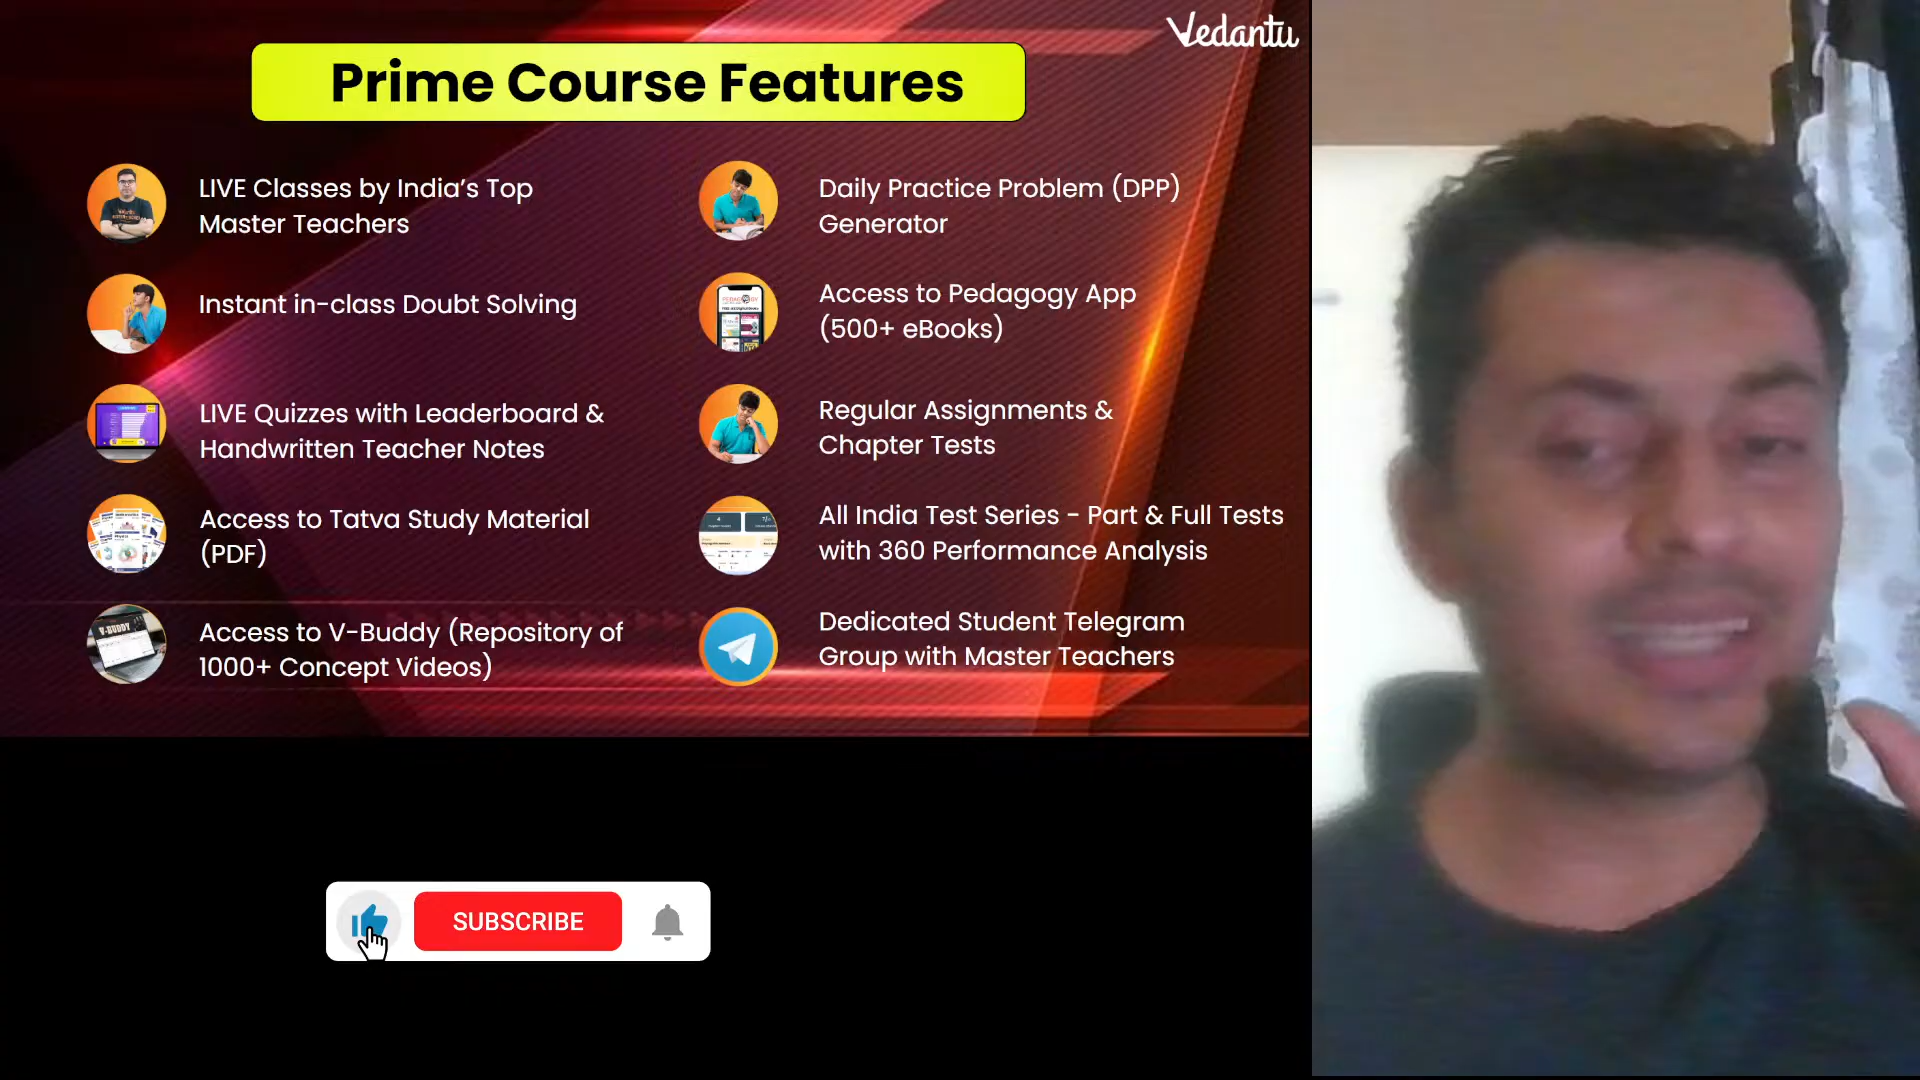 Vedantu
Prime Course Features
LIVE Classes by India’s Top
Master Teachers
Instant in-class Doubt Solving
LIVE Quizzes with Leaderboard &
Handwritten Teacher Notes
Access to Tatva Study Material
(PDF)
Access to V-Buddy (Repository of
1000+ Concept Videos)
Daily Practice Problem (DPP)
Generator
Access to Pedagogy App
(500+ eBooks)
Regular Assignments &
Chapter Tests
All India Test Series - Part & Full Tests
with 360 Performance Analysis
Dedicated Student Telegram
Group with Master Teachers
V-BUDDY
SUBSCRIBE